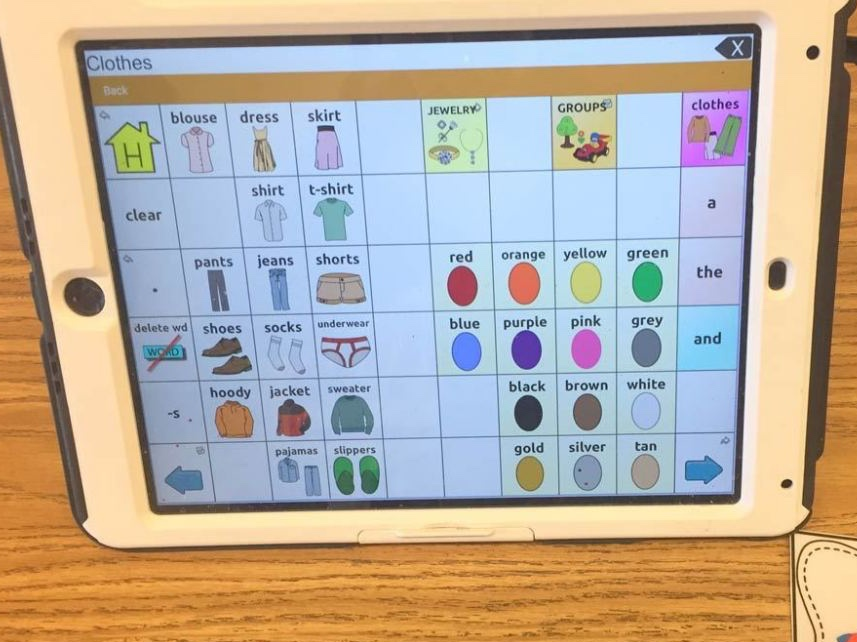 Clothes
X
Back
H
blouse
dress
skirt
JEWELRY
GROUPS
clothes
clear
shirt
t-shirt
a
.
pants
jeans
shorts
red
orange
yellow
green
the
delete wd
WORD
shoes
socks
underwear
blue
purple
pink
grey
and
-s
hoody
jacket
sweater
black
brown
white
pajamas
slippers
gold
silver
tan